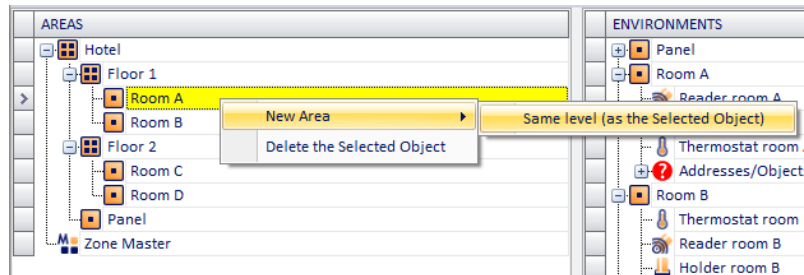 AREAS
Hotel
Floor 1
Room A
Room B
Floor 2
Room C
Room D
Panel
Zone Master
New Area
Delete the Selected Object
Same level (as the Selected Object)
ENVIRONMENTS
Panel
Room A
Reader room A
Thermostat room
Addresses/Object
Room B
Thermostat room
Reader room B
Holder room B